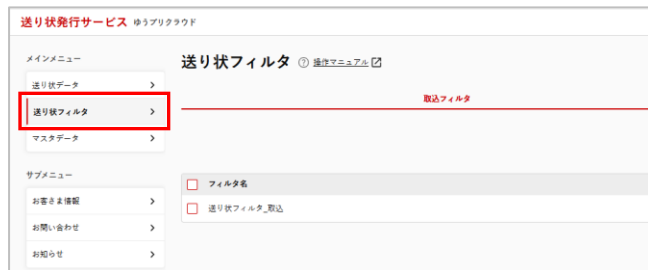 送り状発行サービス ゆうプリクラウド
メインメニュー
送り状データ
送り状フィルタ
マスタデータ
サブメニュー
お客さま情報
お問い合わせ
お知らせ
送り状フィルタ ? 操作マニュアル
取込フィルタ
フィルタ名
送り状フィルタ_取込